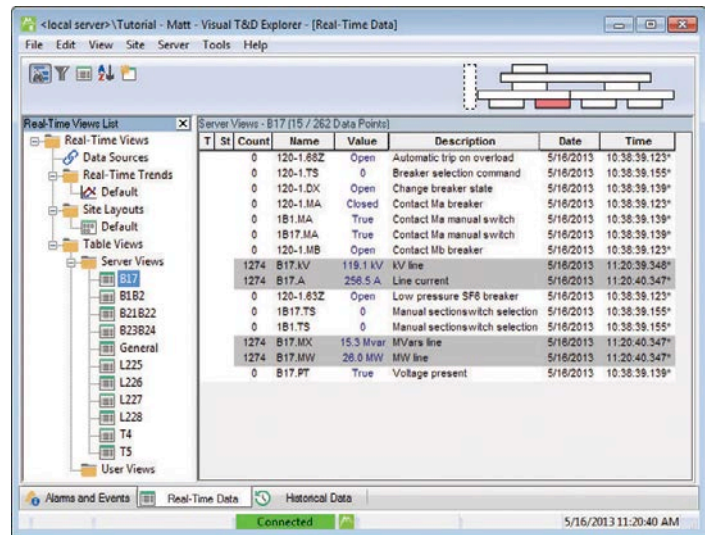 <local server>\Tutorial - Matt - Visual T&D Explorer - [Real-Time Data]
File Edit View Site Server Tools Help
Real-Time Views List
Real-Time Views
Data Sources
Real-Time Trends
Default
Site Layouts
Default
Table Views
Server Views
B17
B1B2
B21B22
B23B24
General
L225
L226
L227
L228
T4
T5
User Views
Server Views - B17 (15 / 262 Data Points)
T St Count Name Value Description Date Time
0 120-1.68Z Open Automatic trip on overload 5/16/2013 10:38:39.123*
0 120-1.TS 0 Breaker selection command 5/16/2013 10:38:39.155*
0 120-1.DX Open Change breaker state 5/16/2013 10:38:39.139*
0 120-1.MA Closed Contact Ma breaker 5/16/2013 10:38:39.123*
0 1B1.MA True Contact Ma manual switch 5/16/2013 10:38:39.139*
0 1B17.MA True Contact Ma manual switch 5/16/2013 10:38:39.139*
0 120-1.MB Open Contact Mb breaker 5/16/2013 10:38:39.123*
1274 B17.kV 119.1 kV kV line 5/16/2013 11:20:39.348*
1274 B17.A 256.5 A Line current 5/16/2013 11:20:40.347*
0 120-1.63Z Open Low pressure SF6 breaker 5/16/2013 10:38:39.123*
0 1B17.TS 0 Manual sectionswitch selection 5/16/2013 10:38:39.155*
0 1B1.TS 0 Manual sectionswitch selection 5/16/2013 10:38:39.155*
1274 B17.MX 15.3 Mvar MVars line 5/16/2013 11:20:40.347*
1274 B17.MW 26.0 MW MW line 5/16/2013 11:20:40.347*
0 B17.PT True Voltage present 5/16/2013 10:38:39.139*
Alarms and Events Real-Time Data Historical Data
Connected 5/16/2013 11:20:40 AM